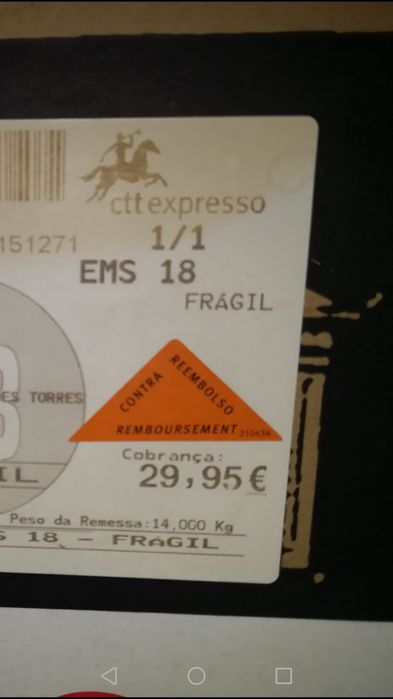 ctt expresso
151271
1/1
EMS 18
FRÁGIL
ES TORRES
CONTRA
REEMBOLSO
REMBOURSEMENT 210434
IL
Cobrança:
29,95€
Peso da Remessa:14,000 Kg
S 18 - FRÁGIL